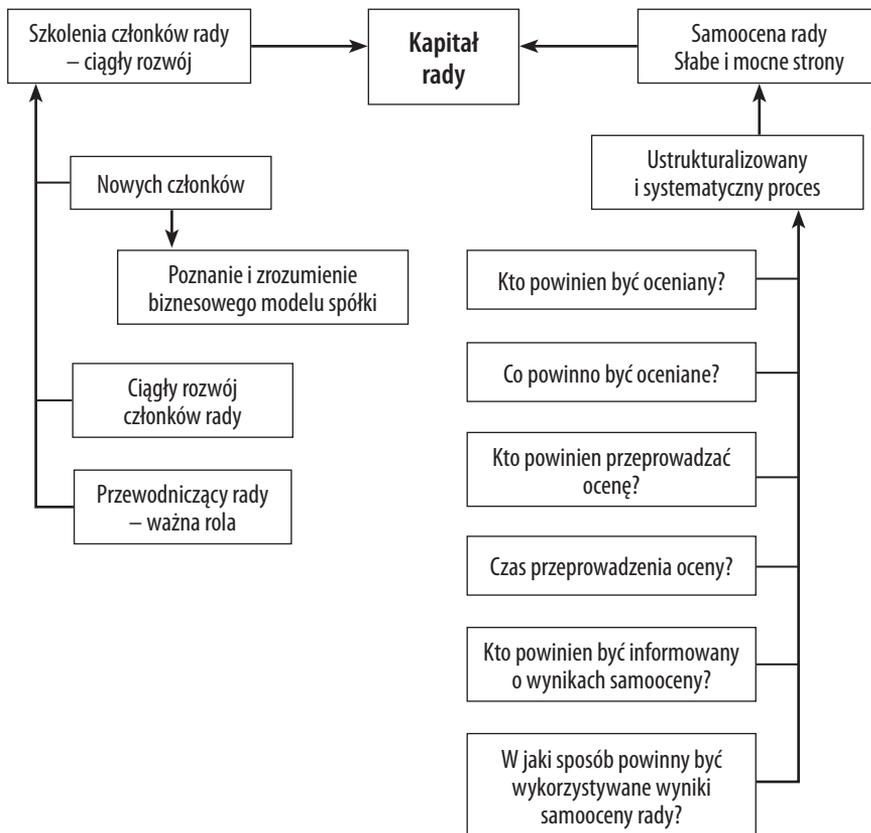 Szkolenia członków rady
– ciągły rozwój
Kapitał
rady
Samoocena rady
Słabe i mocne strony
Ustrukturalizowany
i systematyczny proces
Nowych członków
Poznanie i zrozumienie
biznesowego modelu spółki
Ciągły rozwój
członków rady
Przewodniczący rady
– ważna rola
Kto powinien być oceniany?
Co powinno być oceniane?
Kto powinien przeprowadzać
ocenę?
Czas przeprowadzenia oceny?
Kto powinien być informowany
o wynikach samooceny?
W jaki sposób powinny być
wykorzystywane wyniki
samooceny rady?